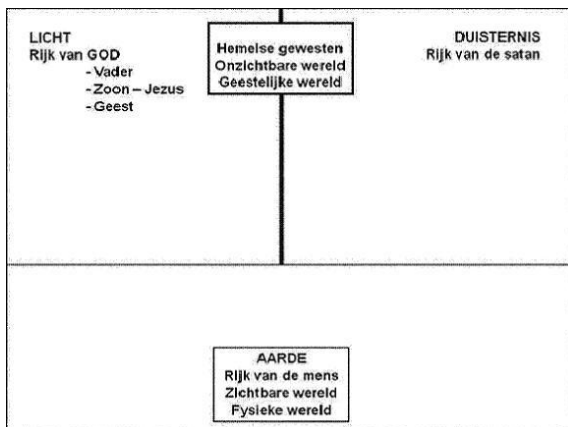 LICHT
Rijk van GOD
- Vader
- Zoon – Jezus
- Geest
Hemelse gewesten
Onzichtbare wereld
Geestelijke wereld
DUISTERNIS
Rijk van de satan
AARDE
Rijk van de mens
Zichtbare wereld
Fysieke wereld